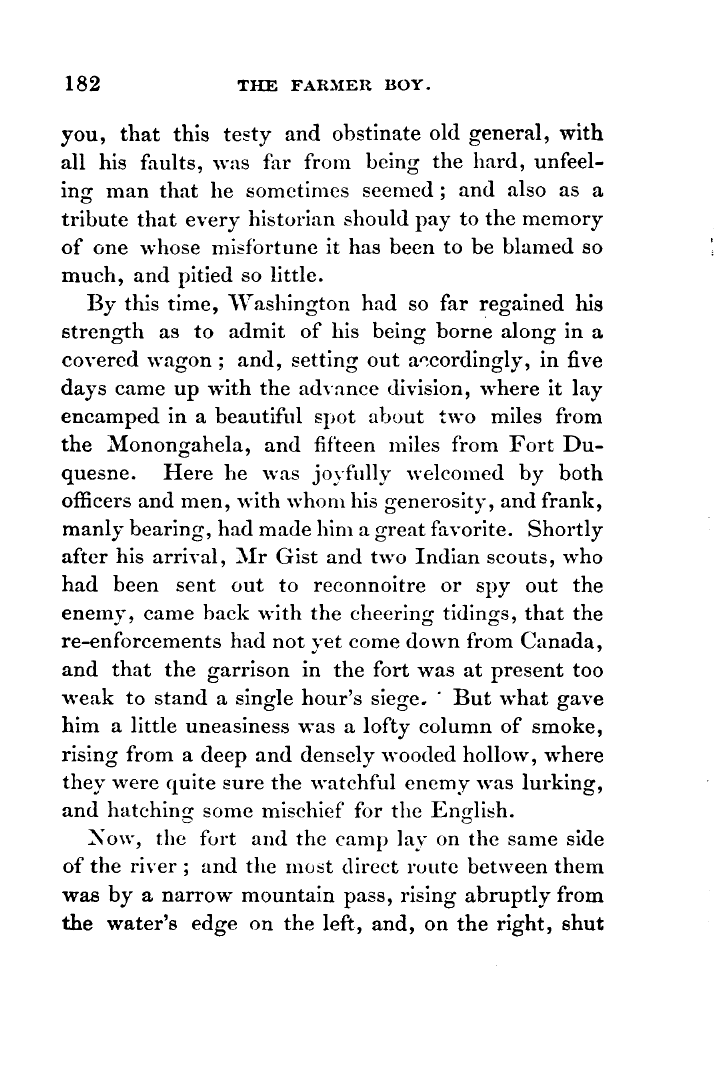 182 THE FARMER BOY.
you, that this testy and obstinate old general, with
all his faults, was far from being the hard, unfeel-
ing man that he sometimes seemed ; and also as a
tribute that every historian should pay to the memory
of one whose misfortune it has been to be blamed so
much, and pitied so little.
By this time, Washington had so far regained his
strength as to admit of his being borne along in a
covered wagon ; and, setting out accordingly, in five
days came up with the advance division, where it lay
encamped in a beautiful spot about two miles from
the Monongahela, and fifteen miles from Fort Du-
quesne. Here he was joyfully welcomed by both
officers and men, with whom his generosity, and frank,
manly bearing, had made him a great favorite. Shortly
after his arrival, Mr Gist and two Indian scouts, who
had been sent out to reconnoitre or spy out the
enemy, came back with the cheering tidings, that the
re-enforcements had not yet come down from Canada,
and that the garrison in the fort was at present too
weak to stand a single hour's siege. But what gave
him a little uneasiness was a lofty column of smoke,
rising from a deep and densely wooded hollow, where
they were quite sure the watchful enemy was lurking,
and hatching some mischief for the English.
Now, the fort and the camp lay on the same side
of the river ; and the most direct route between them
was by a narrow mountain pass, rising abruptly from
the water's edge on the left, and, on the right, shut